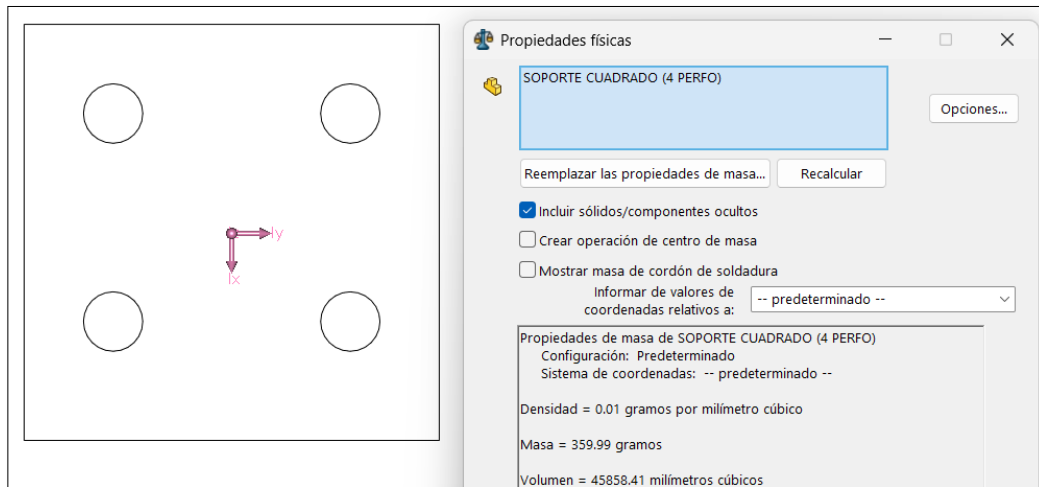 Iy
Ix
Propiedades físicas
SOPORTE CUADRADO (4 PERFO)
Opciones...
Reemplazar las propiedades de masa...
Recalcular
Incluir sólidos/componentes ocultos
Crear operación de centro de masa
Mostrar masa de cordón de soldadura
Informar de valores de
coordenadas relativos a:
-- predeterminado --
Propiedades de masa de SOPORTE CUADRADO (4 PERFO)
Configuración: Predeterminado
Sistema de coordenadas: -- predeterminado --
Densidad = 0.01 gramos por milímetro cúbico
Masa = 359.99 gramos
Volumen = 45858.41 milímetros cúbicos